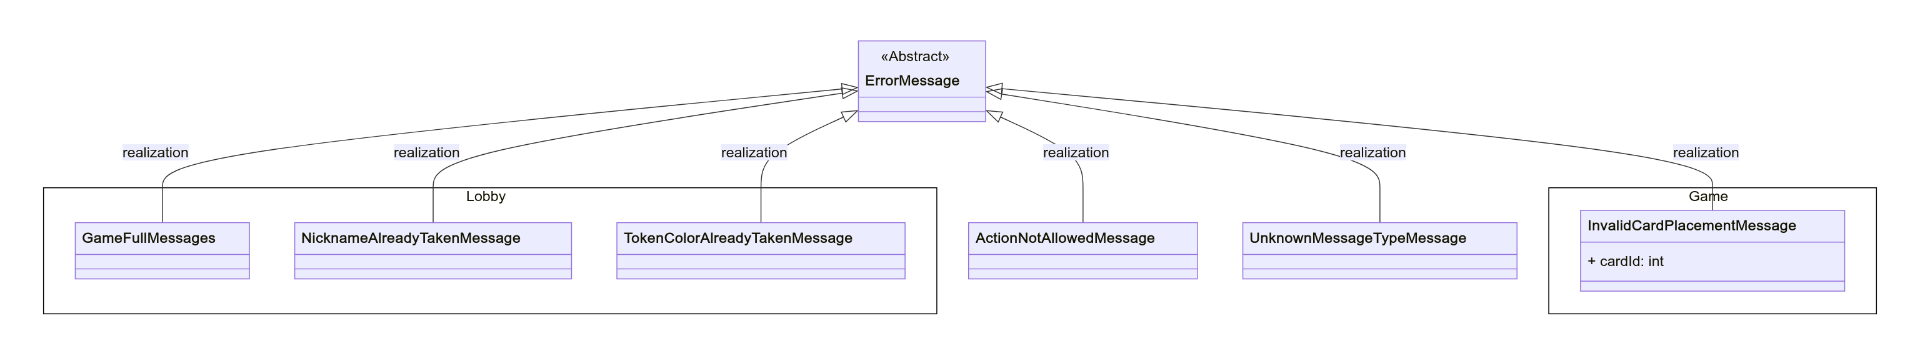 «Abstract»
ErrorMessage
realization
realization
realization
realization
realization
realization
Lobby
Game
GameFullMessages
NicknameAlreadyTakenMessage
TokenColorAlreadyTakenMessage
ActionNotAllowedMessage
UnknownMessageTypeMessage
InvalidCardPlacementMessage
+ cardId: int